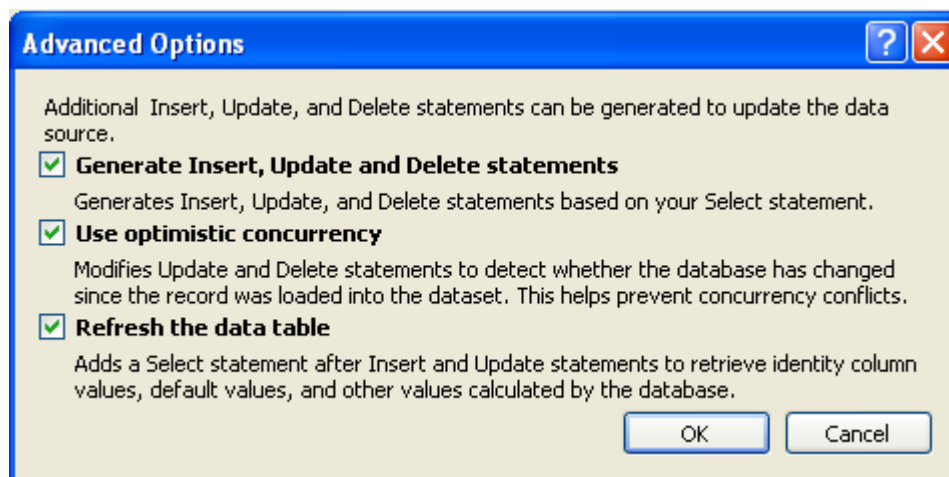 Advanced Options
Additional Insert, Update, and Delete statements can be generated to update the data
source.
Generate Insert, Update and Delete statements
Generates Insert, Update, and Delete statements based on your Select statement.
Use optimistic concurrency
Modifies Update and Delete statements to detect whether the database has changed
since the record was loaded into the dataset. This helps prevent concurrency conflicts.
Refresh the data table
Adds a Select statement after Insert and Update statements to retrieve identity column
values, default values, and other values calculated by the database.
OK Cancel